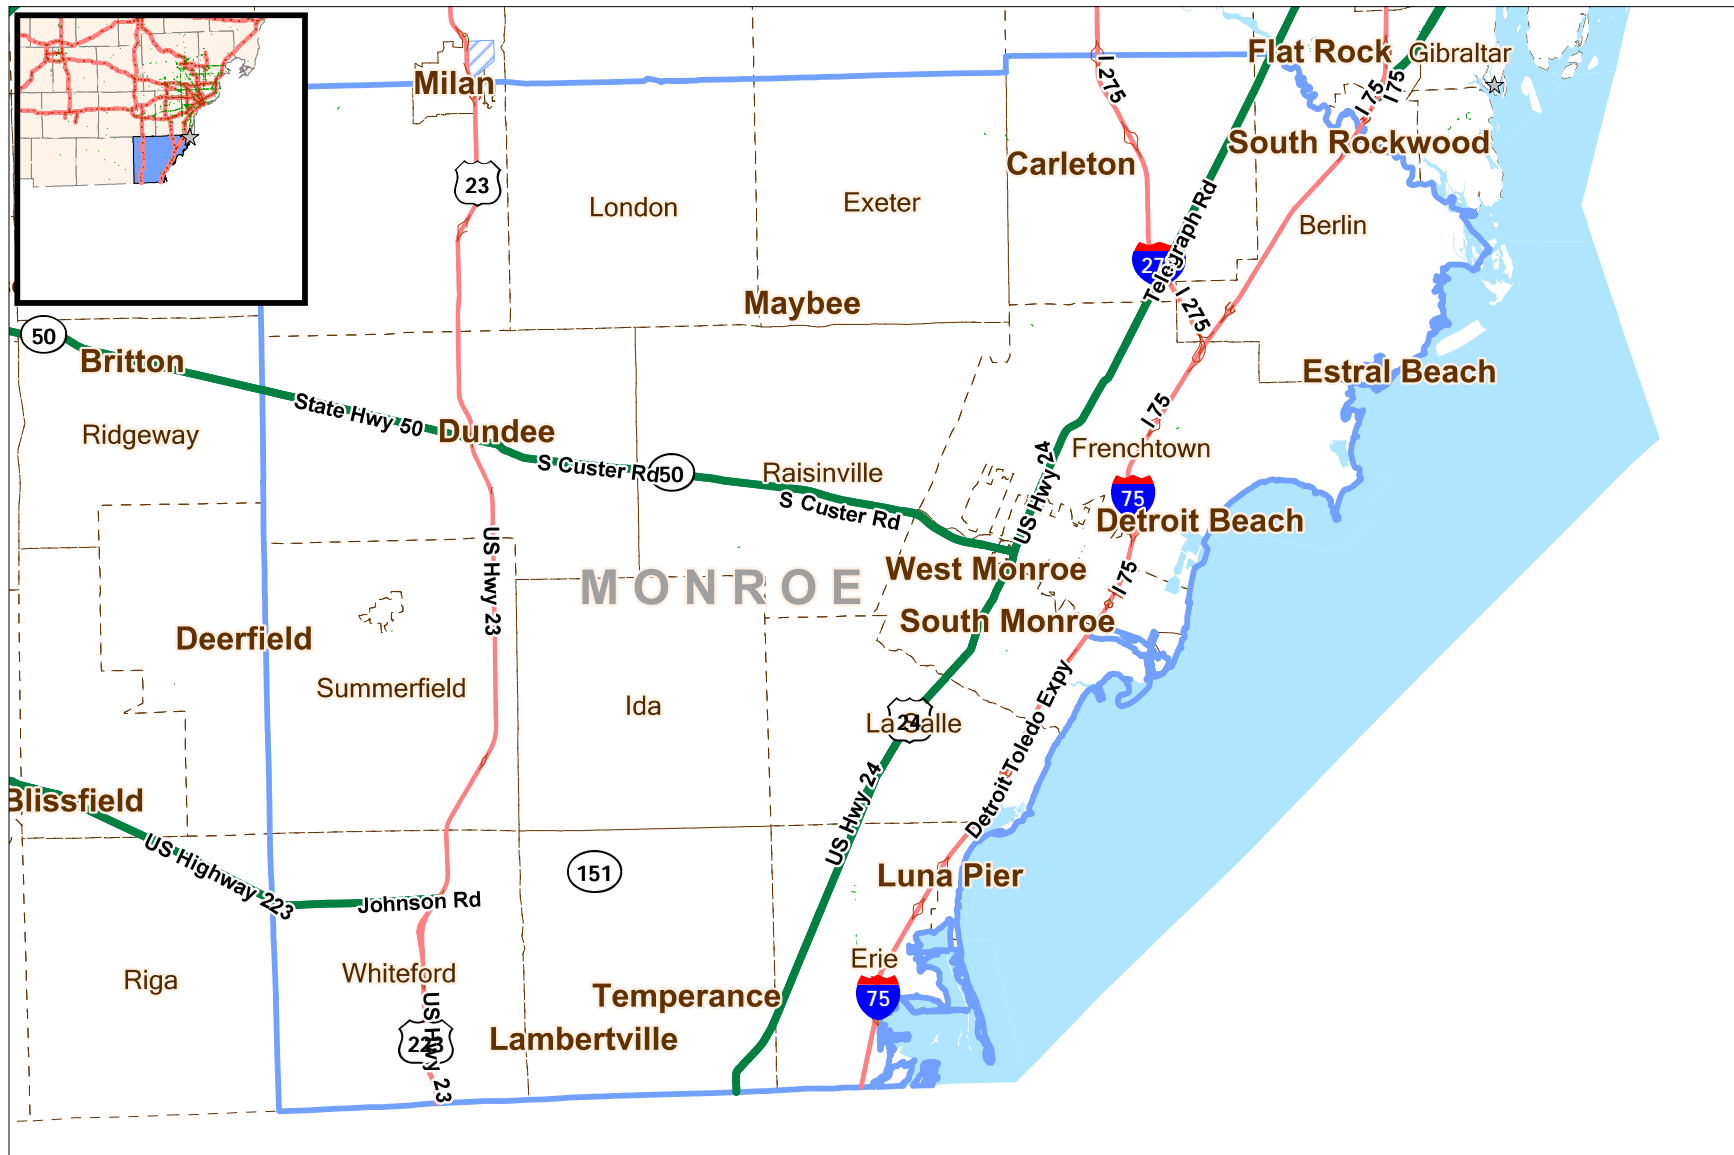 Flat Rock
Gibraltar
Milan
I 275
I 75
I 75
South Rockwood
Carleton
23
London
Exeter
Telegraph Rd
Berlin
27
Maybee
I 275
50
Britton
Estral Beach
State Hwy 50
I 75
Ridgeway
Dundee
US Hwy 24
Frenchtown
S Custer Rd
50
Raisinville
75
S Custer Rd
Detroit Beach
US Hwy 23
West Monroe
I 75
MONROE
South Monroe
Deerfield
Summerfield
Ida
La Salle
24
Detroit Toledo Expy
Blissfield
US Hwy 24
US Highway 223
151
Luna Pier
Johnson Rd
Erie
Riga
Whiteford
75
Temperance
US Hwy 23
223
Lambertville